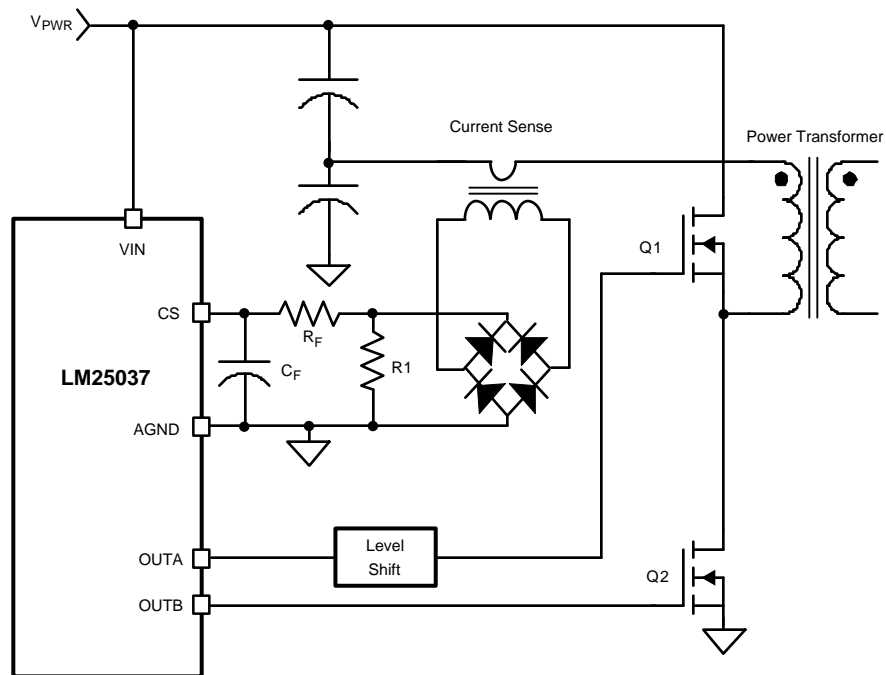 VPWR
Current Sense
Power Transformer
VIN
Q1
CS
RF
R1
CF
LM25037
AGND
OUTA
Level
Shift
Q2
OUTB